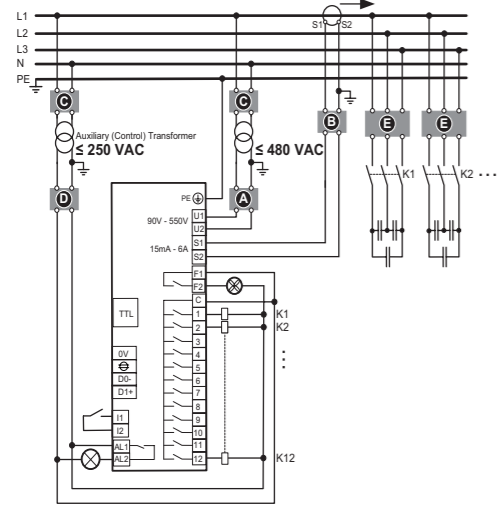 L1
S1 S2
L2
L3
N
PE
C
C
B
E
E
Auxiliary (Control) Transformer
≤ 250 VAC
≤ 480 VAC
K1
K2 ...
D
A
PE
90V - 550V
U1
U2
15mA - 6A
S1
S2
F1
F2
C
TTL
1
K1
2
K2
3
0V
4
5
D0-
6
D1+
7
8
I1
9
I2
10
AL1
11
AL2
12
K12